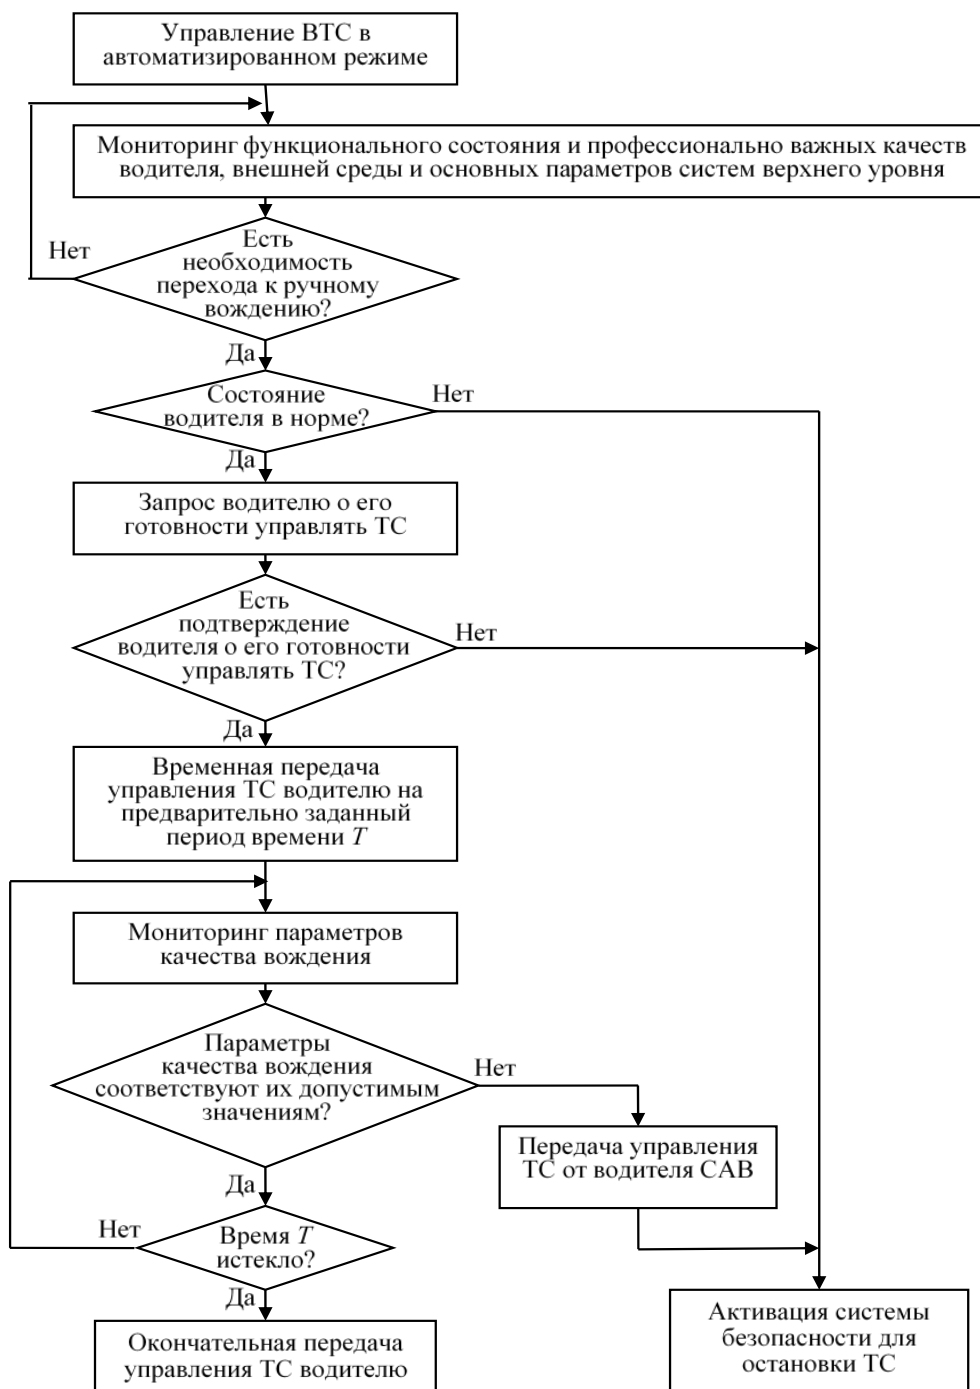 Управление ВТС в
автоматизированном режиме
Мониторинг функционального состояния и профессионально важных качеств
водителя, внешней среды и основных параметров систем верхнего уровня
Есть
необходимость
перехода к ручному
вождению?
Нет
Да
Состояние
водителя в норме?
Нет
Да
Запрос водителю о его
готовности управлять ТС
Есть
подтверждение
водителя о его готовности
управлять ТС?
Нет
Да
Временная передача
управления ТС водителю на
предварительно заданный
период времени T
Мониторинг параметров
качества вождения
Параметры
качества вождения
соответствуют их допустимым
значениям?
Нет
Передача управления
ТС от водителя САВ
Да
Нет
Время T
истекло?
Да
Окончательная передача
управления ТС водителю
Активация системы
безопасности для
остановки ТС